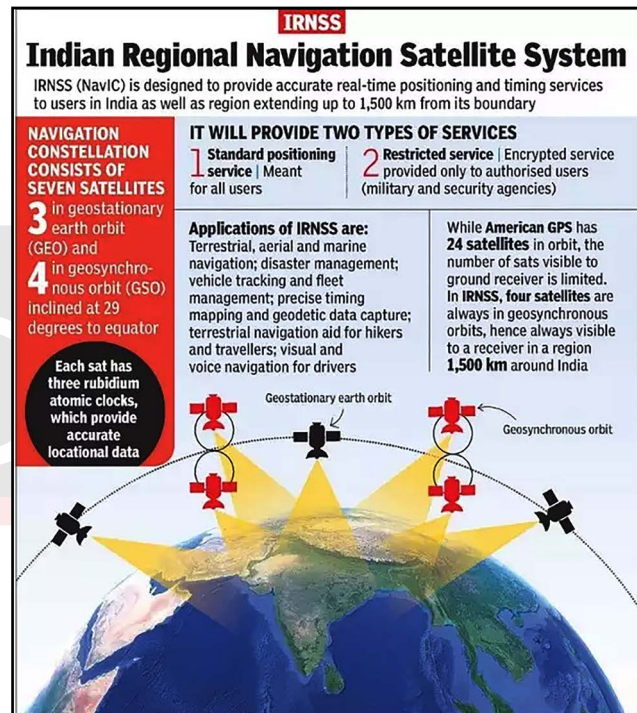 IRNSS
Indian Regional Navigation Satellite System
IRNSS (NavIC) is designed to provide accurate real-time positioning and timing services
to users in India as well as region extending up to 1,500 km from its boundary
NAVIGATION
CONSTELLATION
CONSISTS OF
SEVEN SATELLITES
3 in geostationary
earth orbit
(GEO) and
4 in geosynchro-
nous orbit (GSO)
inclined at 29
degrees to equator
Each sat has
three rubidium
atomic clocks,
which provide
accurate
locational data
IT WILL PROVIDE TWO TYPES OF SERVICES
1 Standard positioning
service | Meant
for all users
2 Restricted service | Encrypted service
provided only to authorised users
(military and security agencies)
Applications of IRNSS are:
Terrestrial, aerial and marine
navigation; disaster management;
vehicle tracking and fleet
management; precise timing
mapping and geodetic data capture;
terrestrial navigation aid for hikers
and travellers; visual and
voice navigation for drivers
While American GPS has
24 satellites in orbit, the
number of sats visible to
ground receiver is limited.
In IRNSS, four satellites are
always in geosynchronous
orbits, hence always visible
to a receiver in a region
1,500 km around India
Geostationary earth orbit
Geosynchronous orbit